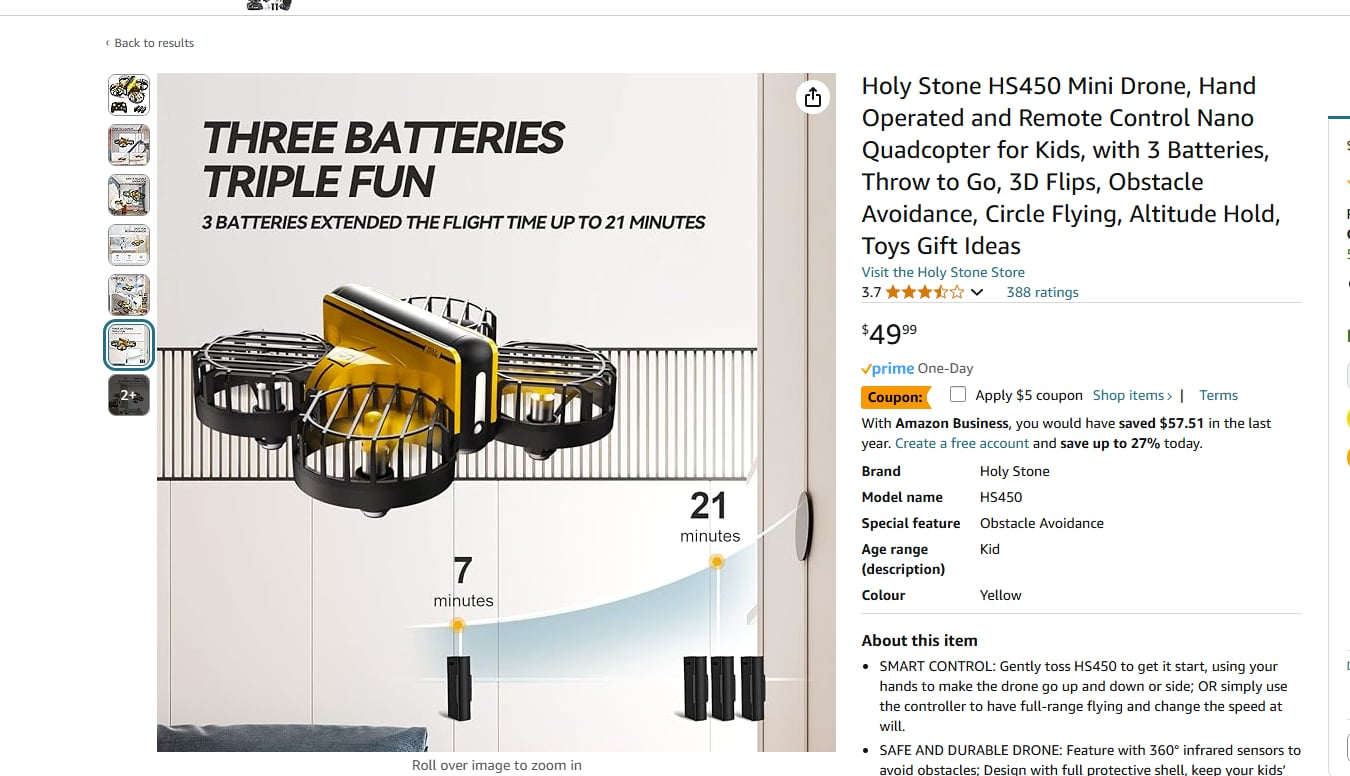 ‹ Back to results
THREE BATTERIES
TRIPLE FUN
3 BATTERIES EXTENDED THE FLIGHT TIME UP TO 21 MINUTES
7
minutes
21
minutes
2+
Roll over image to zoom in
Holy Stone HS450 Mini Drone, Hand
Operated and Remote Control Nano
Quadcopter for Kids, with 3 Batteries,
Throw to Go, 3D Flips, Obstacle
Avoidance, Circle Flying, Altitude Hold,
Toys Gift Ideas
Visit the Holy Stone Store
3.7 388 ratings
$49⁹⁹
prime One-Day
Coupon: Apply $5 coupon Shop items › | Terms
With Amazon Business, you would have saved $57.51 in the last
year. Create a free account and save up to 27% today.
Brand Holy Stone
Model name HS450
Special feature Obstacle Avoidance
Age range Kid
(description)
Colour Yellow
About this item
• SMART CONTROL: Gently toss HS450 to get it start, using your
hands to make the drone go up and down or side; OR simply use
the controller to have full-range flying and change the speed at
will.
• SAFE AND DURABLE DRONE: Feature with 360° infrared sensors to
avoid obstacles; Design with full protective shell, keep your kids'